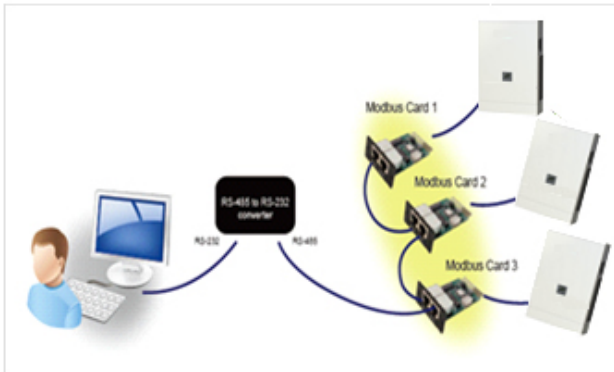 Modbus Card 1
Modbus Card 2
RS-485 to RS-232
converter
RS-232
RS-485
Modbus Card 3